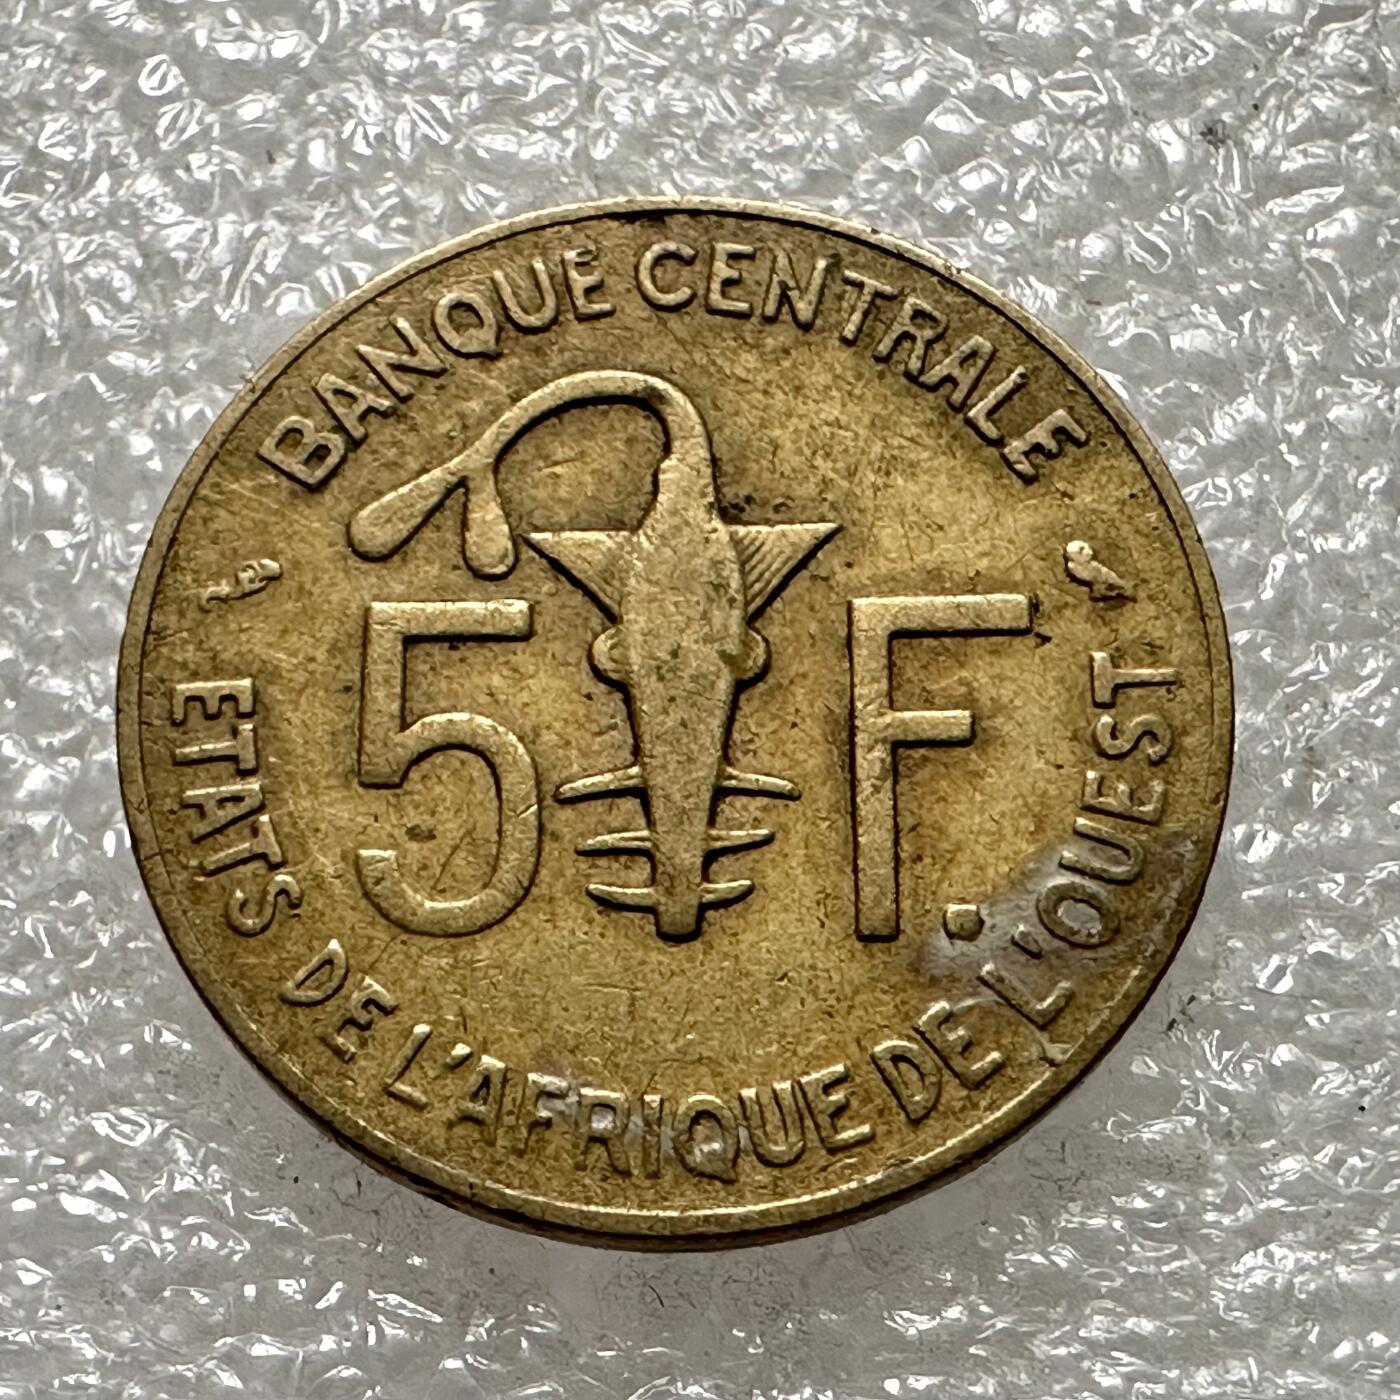 BANQUE CENTRALE
5 F.
ETATS DE L'AFRIQUE DE L'OUEST